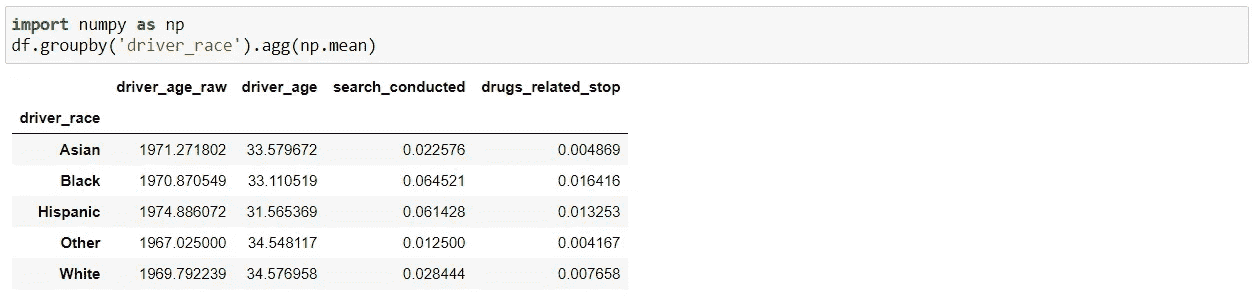 import numpy as np
df.groupby('driver_race').agg(np.mean)
driver_age_raw driver_age search_conducted drugs_related_stop
driver_race
Asian 1971.271802 33.579672 0.022576 0.004869
Black 1970.870549 33.110519 0.064521 0.016416
Hispanic 1974.886072 31.565369 0.061428 0.013253
Other 1967.025000 34.548117 0.012500 0.004167
White 1969.792239 34.576958 0.028444 0.007658